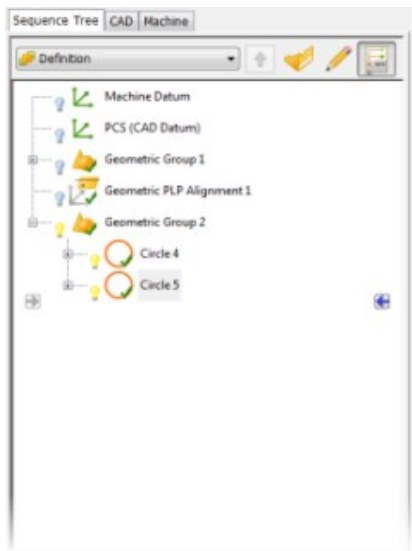 Sequence Tree CAD Machine
Definition
Machine Datum
PCS (CAD Datum)
Geometric Group 1
Geometric PLP Alignment 1
Geometric Group 2
Circle 4
Circle 5